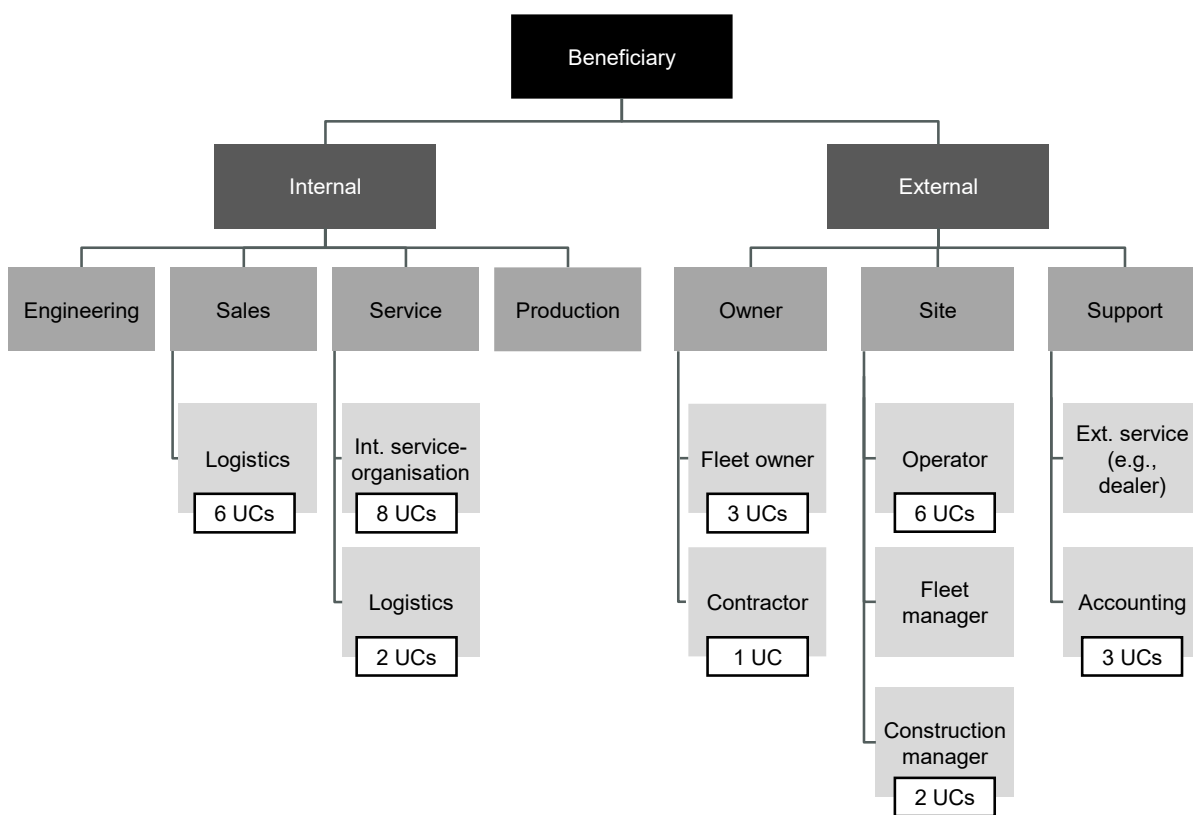 Beneficiary
Internal
External
Engineering
Sales
Service
Production
Owner
Site
Support
Logistics
6 UCs
Int. service-
organisation
8 UCs
Fleet owner
3 UCs
Operator
6 UCs
Ext. service
(e.g.,
dealer)
Logistics
2 UCs
Contractor
1 UC
Fleet
manager
Accounting
3 UCs
Construction
manager
2 UCs